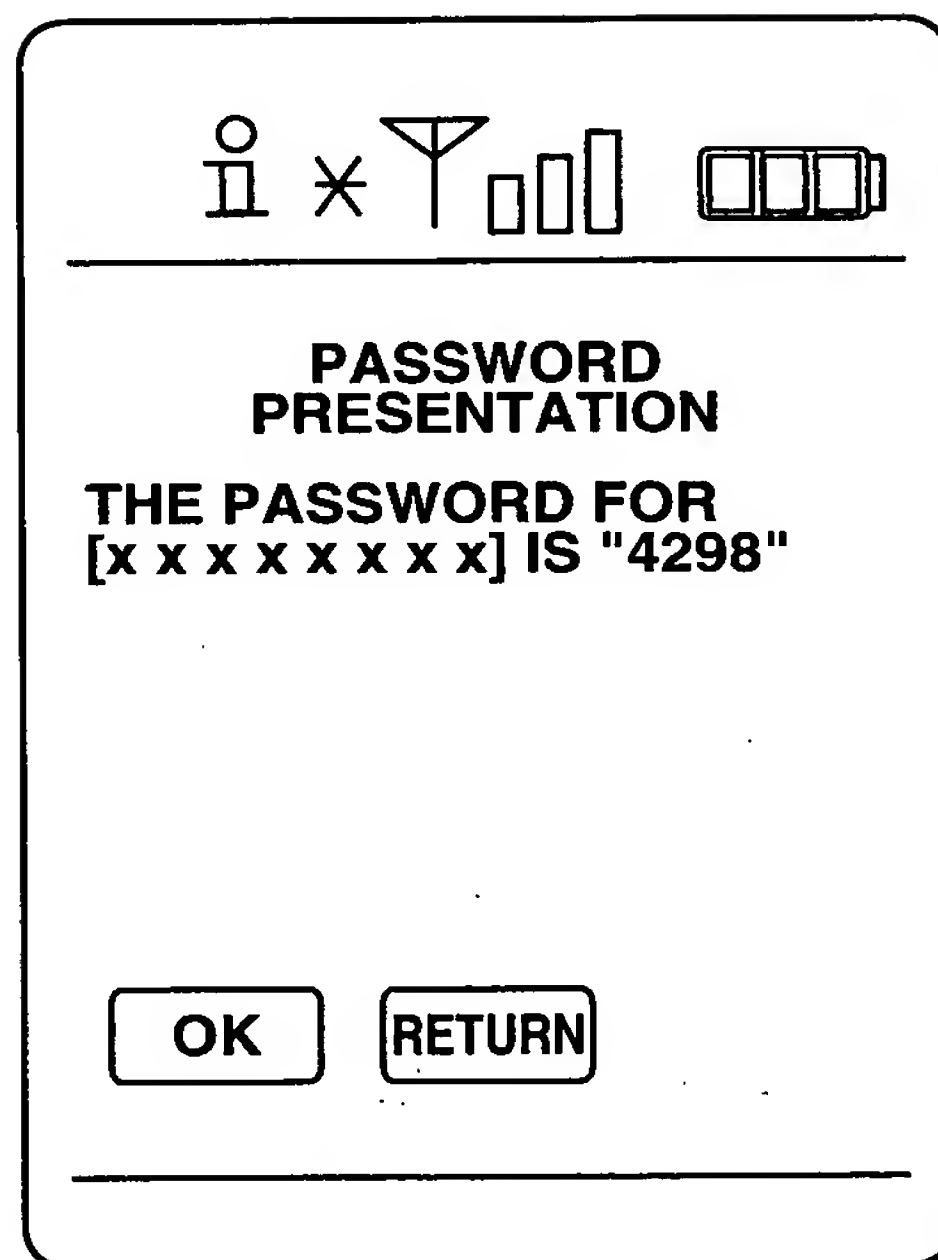 PASSWORD
PRESENTATION
THE PASSWORD FOR
[x x x x x x x x] IS "4298"
OK
RETURN